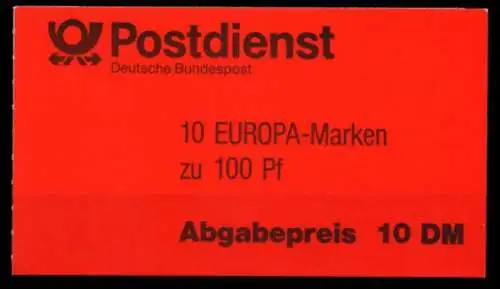 Postdienst
Deutsche Bundespost
10 EUROPA-Marken
zu 100 Pf
Abgabepreis 10 DM